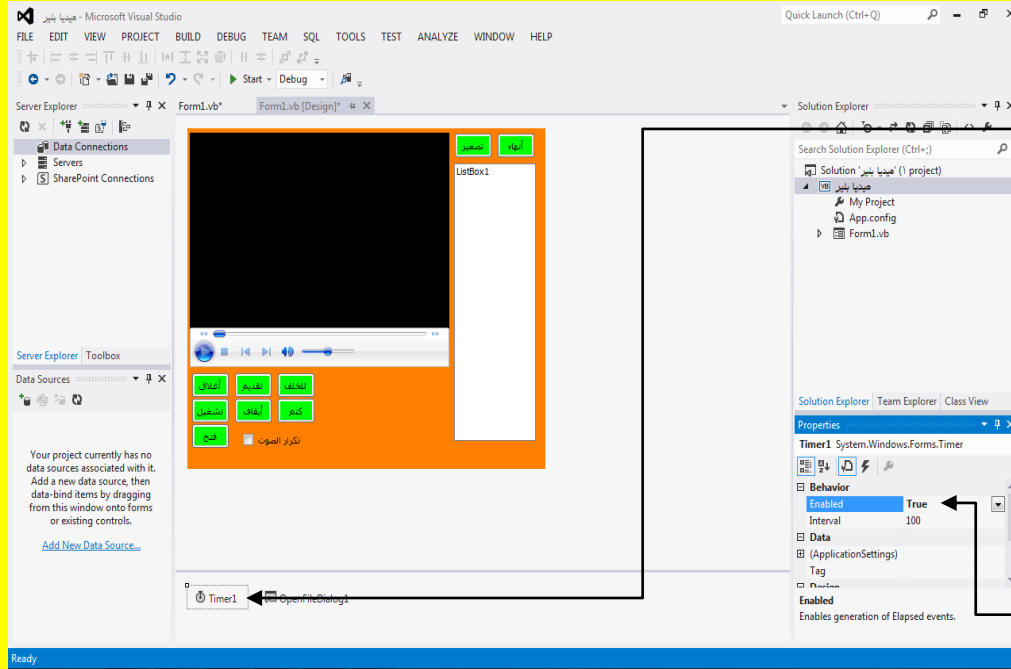 ميديا بلير - Microsoft Visual Studio
Quick Launch (Ctrl+Q)
FILE EDIT VIEW PROJECT BUILD DEBUG TEAM SQL TOOLS TEST ANALYZE WINDOW HELP
Start Debug
Server Explorer
Data Connections
Servers
SharePoint Connections
Server Explorer Toolbox
Data Sources
Your project currently has no
data sources associated with it.
Add a new data source, then
data-bind items by dragging
from this window onto forms
or existing controls.
Add New Data Source...
Form1.vb* Form1.vb [Design]*
تصغير أنهاء
ListBox1
أغلاق تقديم للخلف
تشغيل أيقاف كتم
فتح تكرار الصوت
Timer1 OpenFileDialog1
Solution Explorer
Search Solution Explorer (Ctrl+;)
Solution 'ميديا بلير' (١ project)
ميديا بلير
My Project
App.config
Form1.vb
Solution Explorer Team Explorer Class View
Properties
Timer1 System.Windows.Forms.Timer
Behavior
Enabled True
Interval 100
Data
(ApplicationSettings)
Tag
Design
Enabled
Enables generation of Elapsed events.
Ready